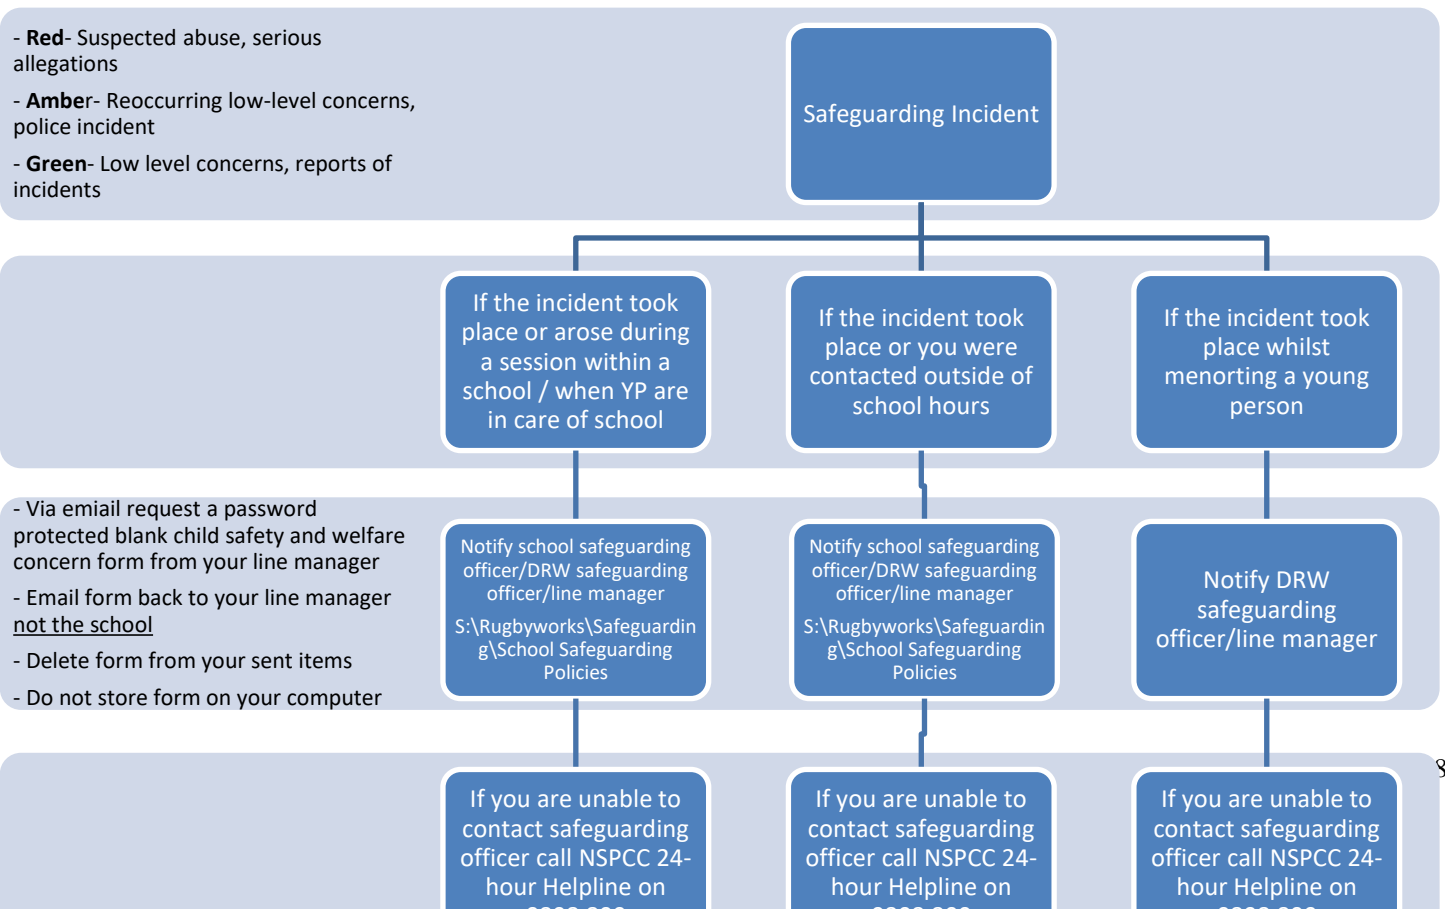 - Red- Suspected abuse, serious
allegations
- Amber- Reoccurring low-level concerns,
police incident
- Green- Low level concerns, reports of
incidents
Safeguarding Incident
If the incident took
place or arose during
a session within a
school / when YP are
in care of school
If the incident took
place or you were
contacted outside of
school hours
If the incident took
place whilst
menorting a young
person
- Via emiail request a password
protected blank child safety and welfare
concern form from your line manager
- Email form back to your line manager
not the school
- Delete form from your sent items
- Do not store form on your computer
Notify school safeguarding
officer/DRW safeguarding
officer/line manager
S:\Rugbyworks\Safeguardin
g\School Safeguarding
Policies
Notify school safeguarding
officer/DRW safeguarding
officer/line manager
S:\Rugbyworks\Safeguardin
g\School Safeguarding
Policies
Notify DRW
safeguarding
officer/line manager
8
If you are unable to
contact safeguarding
officer call NSPCC 24-
hour Helpline on
If you are unable to
contact safeguarding
officer call NSPCC 24-
hour Helpline on
If you are unable to
contact safeguarding
officer call NSPCC 24-
hour Helpline on